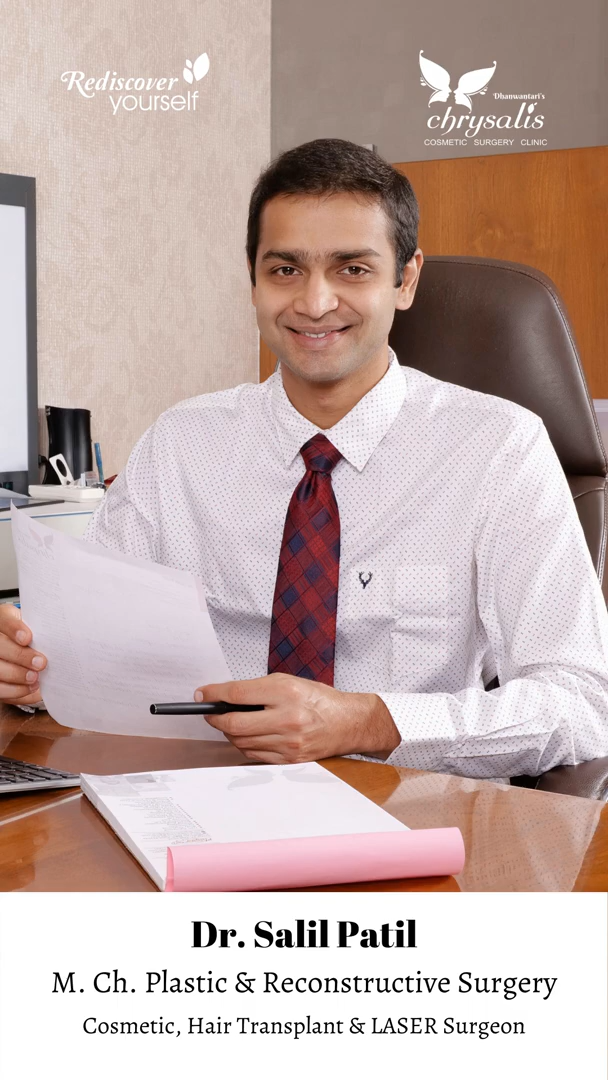 Rediscover
yourself
Dhanwantari's
chrysalis
COSMETIC SURGERY CLINIC
Dr. Salil Patil
M. Ch. Plastic & Reconstructive Surgery
Cosmetic, Hair Transplant & LASER Surgeon